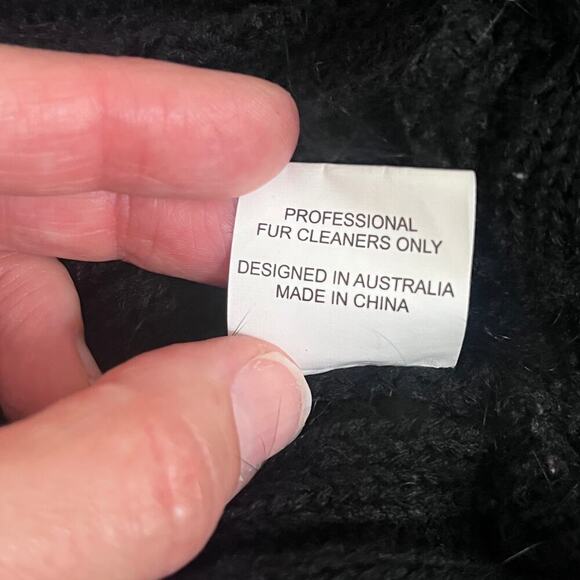 PROFESSIONAL
FUR CLEANERS ONLY
DESIGNED IN AUSTRALIA
MADE IN CHINA